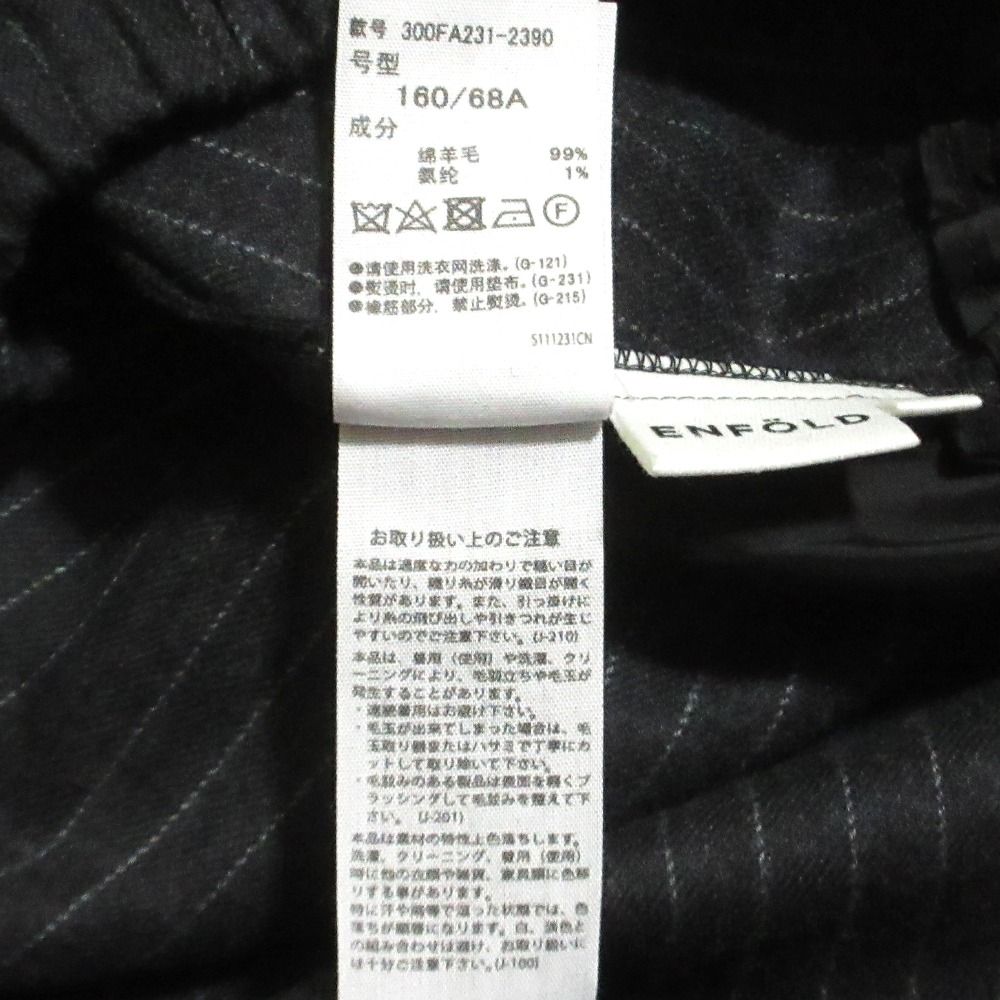 款号 300FA231-2390
号型
160/68A
成分
绵羊毛 99%
氨纶 1%
F
●请使用洗衣网洗涤。(G-121)
●熨烫时，请使用垫布。(G-231)
●橡筋部分，禁止熨烫。(G-215)
S111231CN
ENFÖLD
お取り扱い上のご注意
本品は過度な力の加わりで縫い目が
開いたり、縫り糸が滑り織目が開く
性質があります。また、引っ掛けに
より糸の飛び出しや引きつれが生じ
やすいのでご注意下さい。(J-210)
本品は、着用（使用）や洗濯、クリ
ーニングにより、毛羽立ちや毛玉が
発生することがあります。
・連続着用はお避け下さい。
・毛玉が出来てしまった場合は、毛
玉取り器またはハサミで丁寧にカ
ットして取り除いて下さい。
・毛並みのある製品は表面を軽くブ
ラッシングして毛並みを整えて下
さい。 (J-201)
本品は素材の特性上色落ちします。
洗濯、クリーニング、着用（使用）
時に他の衣類や雑貨、家具類に色移
りする事があります。
特に汗や雨等で湿った状態では、色
落ちが顕著になります。白、淡色と
の組み合わせは避け、お取り扱いに
は十分ご注意下さい。(J-100)